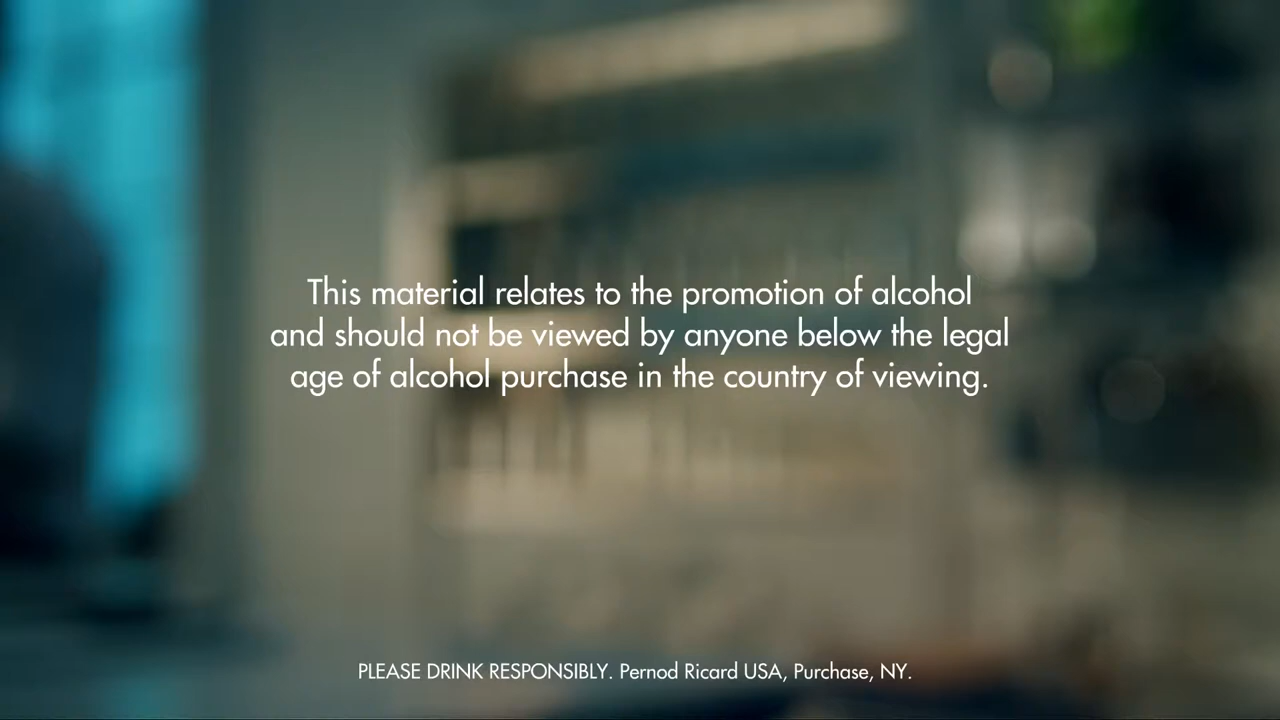 This material relates to the promotion of alcohol
and should not be viewed by anyone below the legal
age of alcohol purchase in the country of viewing.
PLEASE DRINK RESPONSIBLY. Pernod Ricard USA, Purchase, NY.